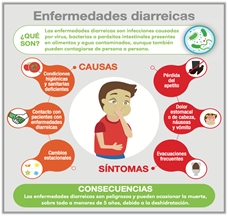 Enfermedades diarreicas
¿QUÉ
SON?
Las enfermedades diarreicas son infecciones causadas
por virus, bacterias o parásitos intestinales presentes
en alimentos y agua contaminados, aunque también
pueden contagiarse de persona a persona.
CAUSAS
Condiciones
higiénicas y
sanitarias deficientes
Contacto con
pacientes con
enfermedades
diarreicas
Cambios
estacionales
Pérdida del
apetito
Dolor
estomacal o
de cabeza,
náuseas y
vómito
Evacuaciones
frecuentes
SÍNTOMAS
CONSECUENCIAS
Las enfermedades diarreicas son peligrosas y pueden ocasionar la muerte,
sobre todo a menores de 5 años, debido a la deshidratación.